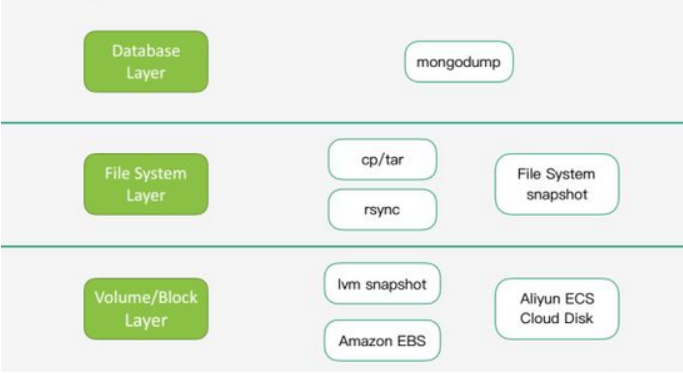 Database
Layer
mongodump
File System
Layer
cp/tar
rsync
File System
snapshot
Volume/Block
Layer
lvm snapshot
Amazon EBS
Aliyun ECS
Cloud Disk